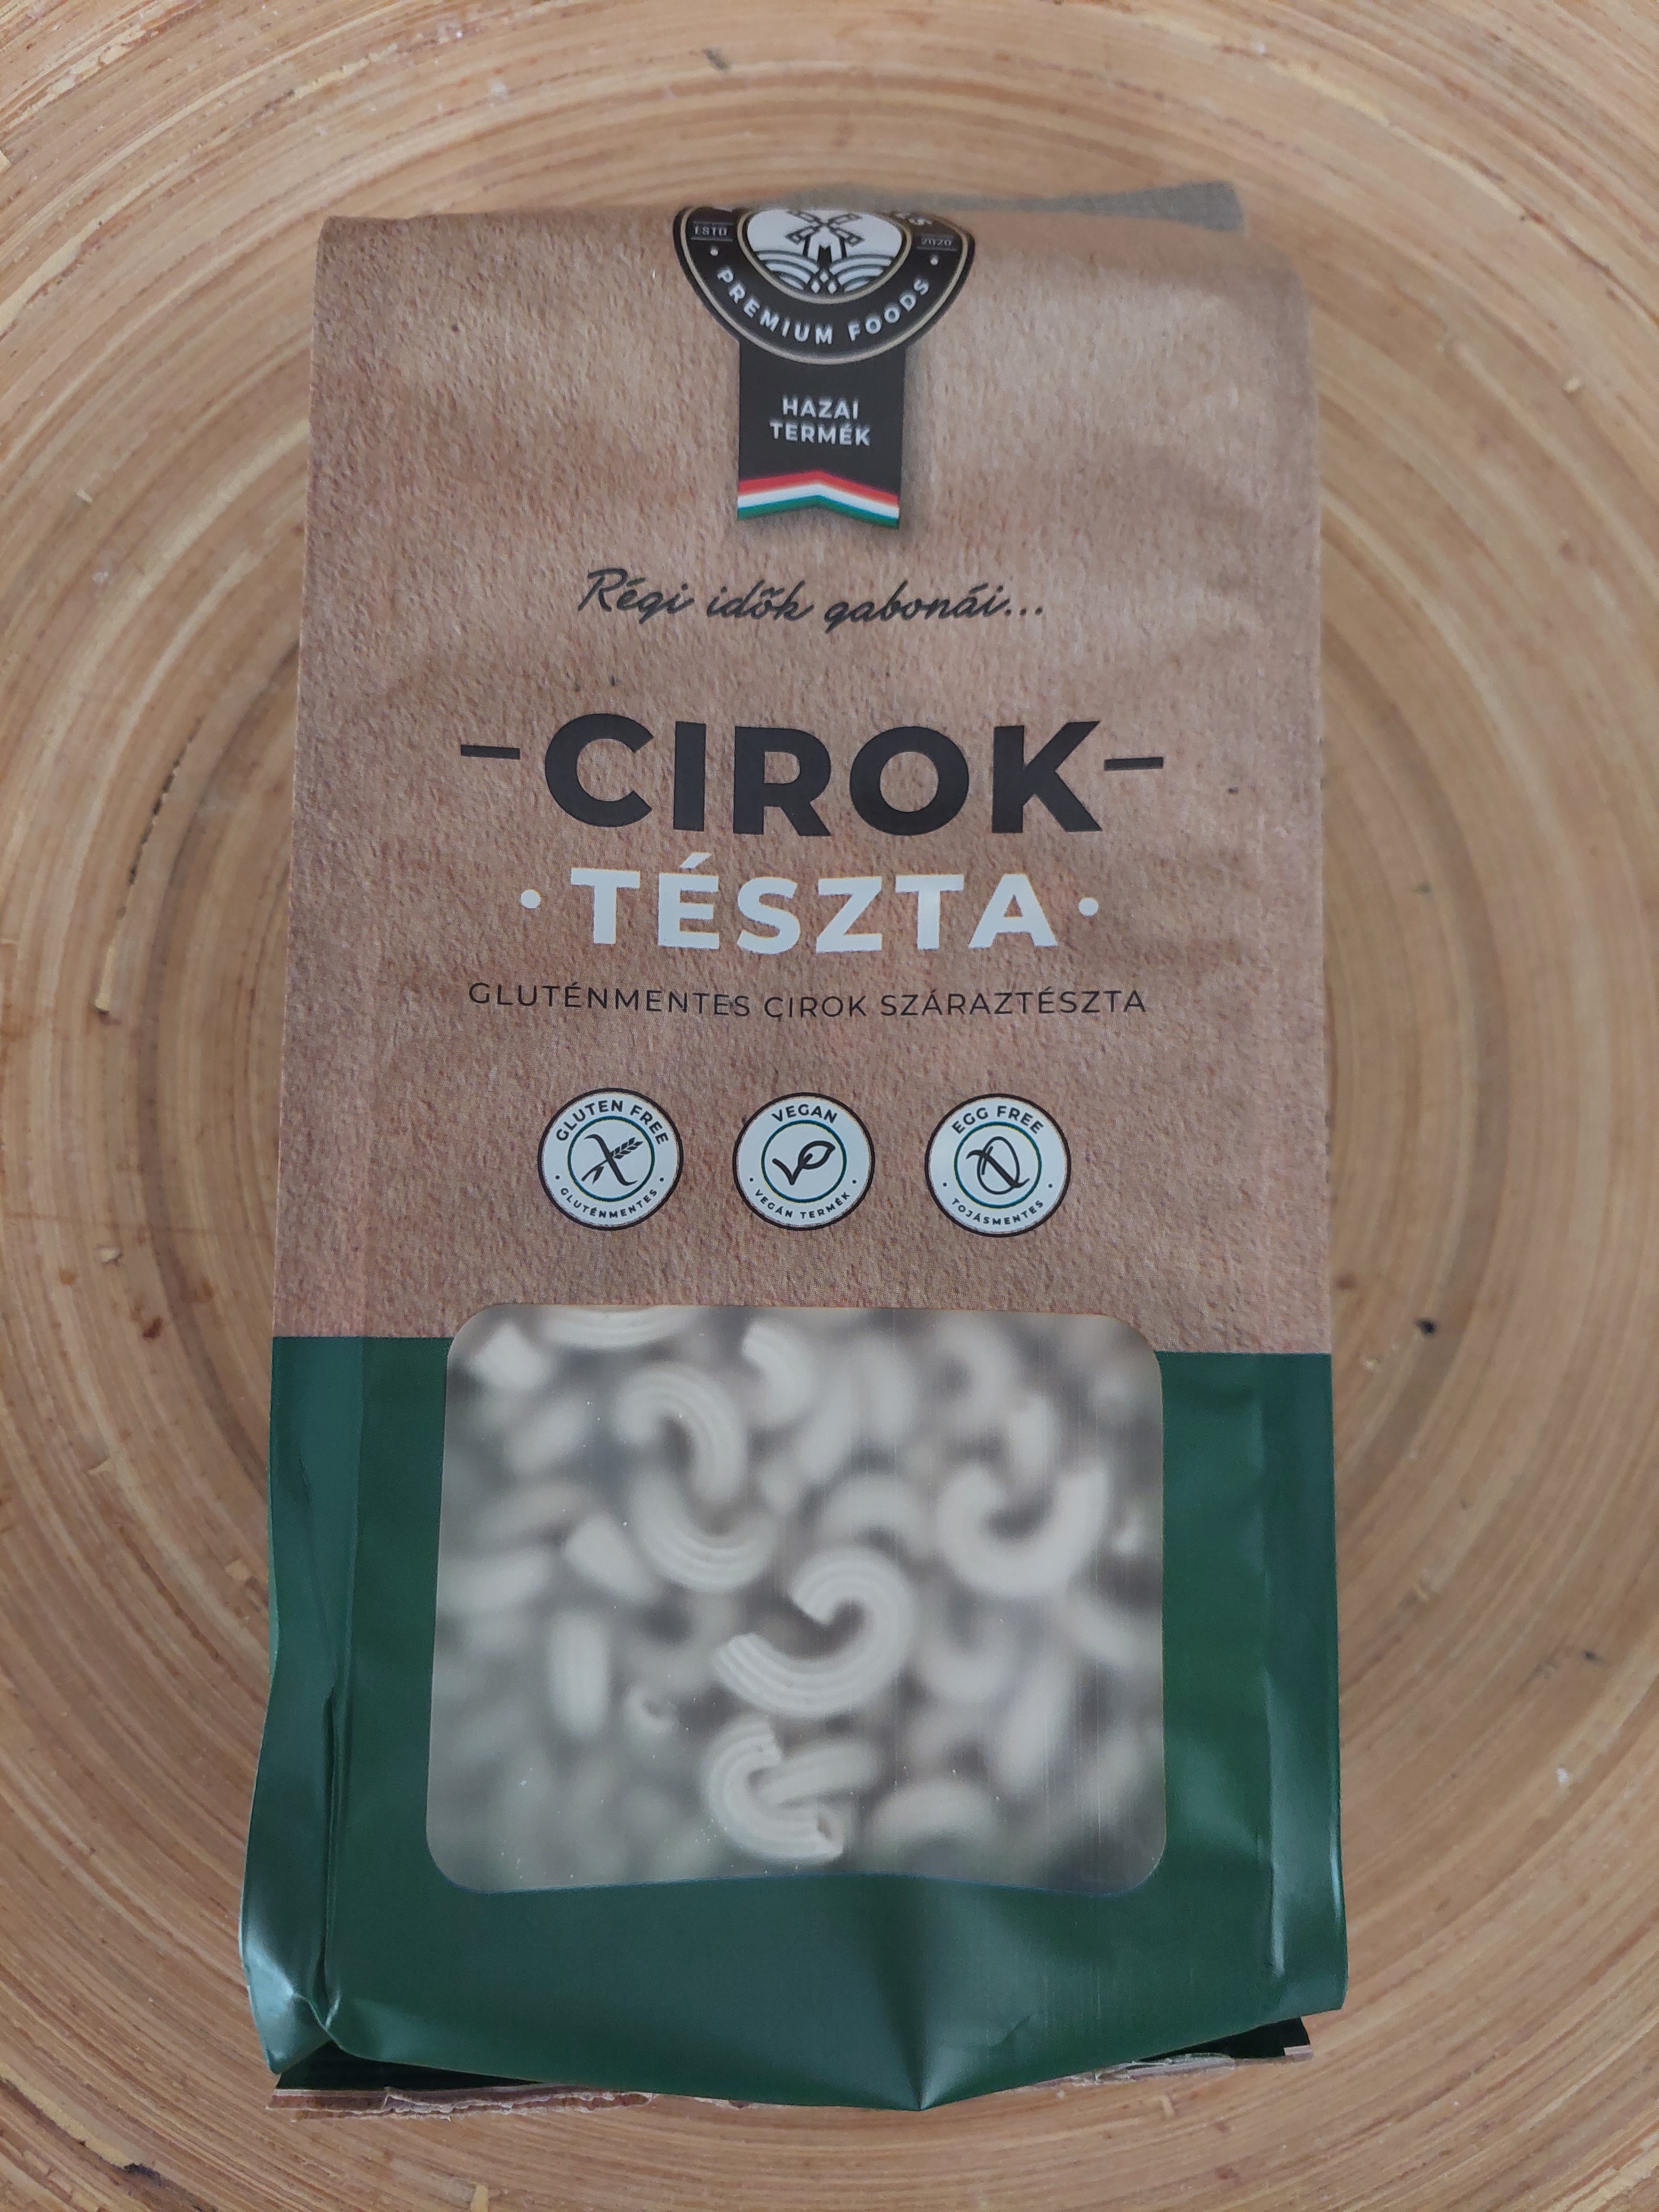 ESTD
2020
PREMIUM FOODS
HAZAI
TERMÉK
Régi idők gabonái...
-CIROK-
• TÉSZTA •
GLUTÉNMENTES CIROK SZÁRAZTÉSZTA
GLUTEN FREE
• GLUTÉNMENTES •
VEGAN
• VEGÁN TERMÉK •
EGG FREE
• TOJÁSMENTES •